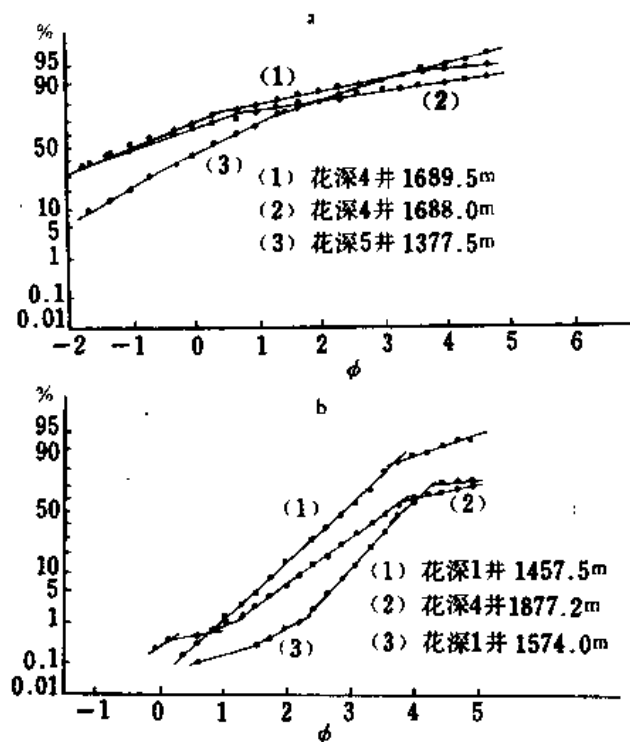 a
%
95
90
50
10
5
1
0.1
0.01
(1)
(2)
(3)
(1) 花深4井 1689.5m
(2) 花深4井 1688.0m
(3) 花深5井 1377.5m
-2 -1 0 1 2 3 4 5 6
ϕ
b
%
95
90
50
10
5
1
0.1
0.01
(1)
(2)
(3)
(1) 花深1井 1457.5m
(2) 花深4井 1877.2m
(3) 花深1井 1574.0m
-1 0 1 2 3 4 5
ϕ